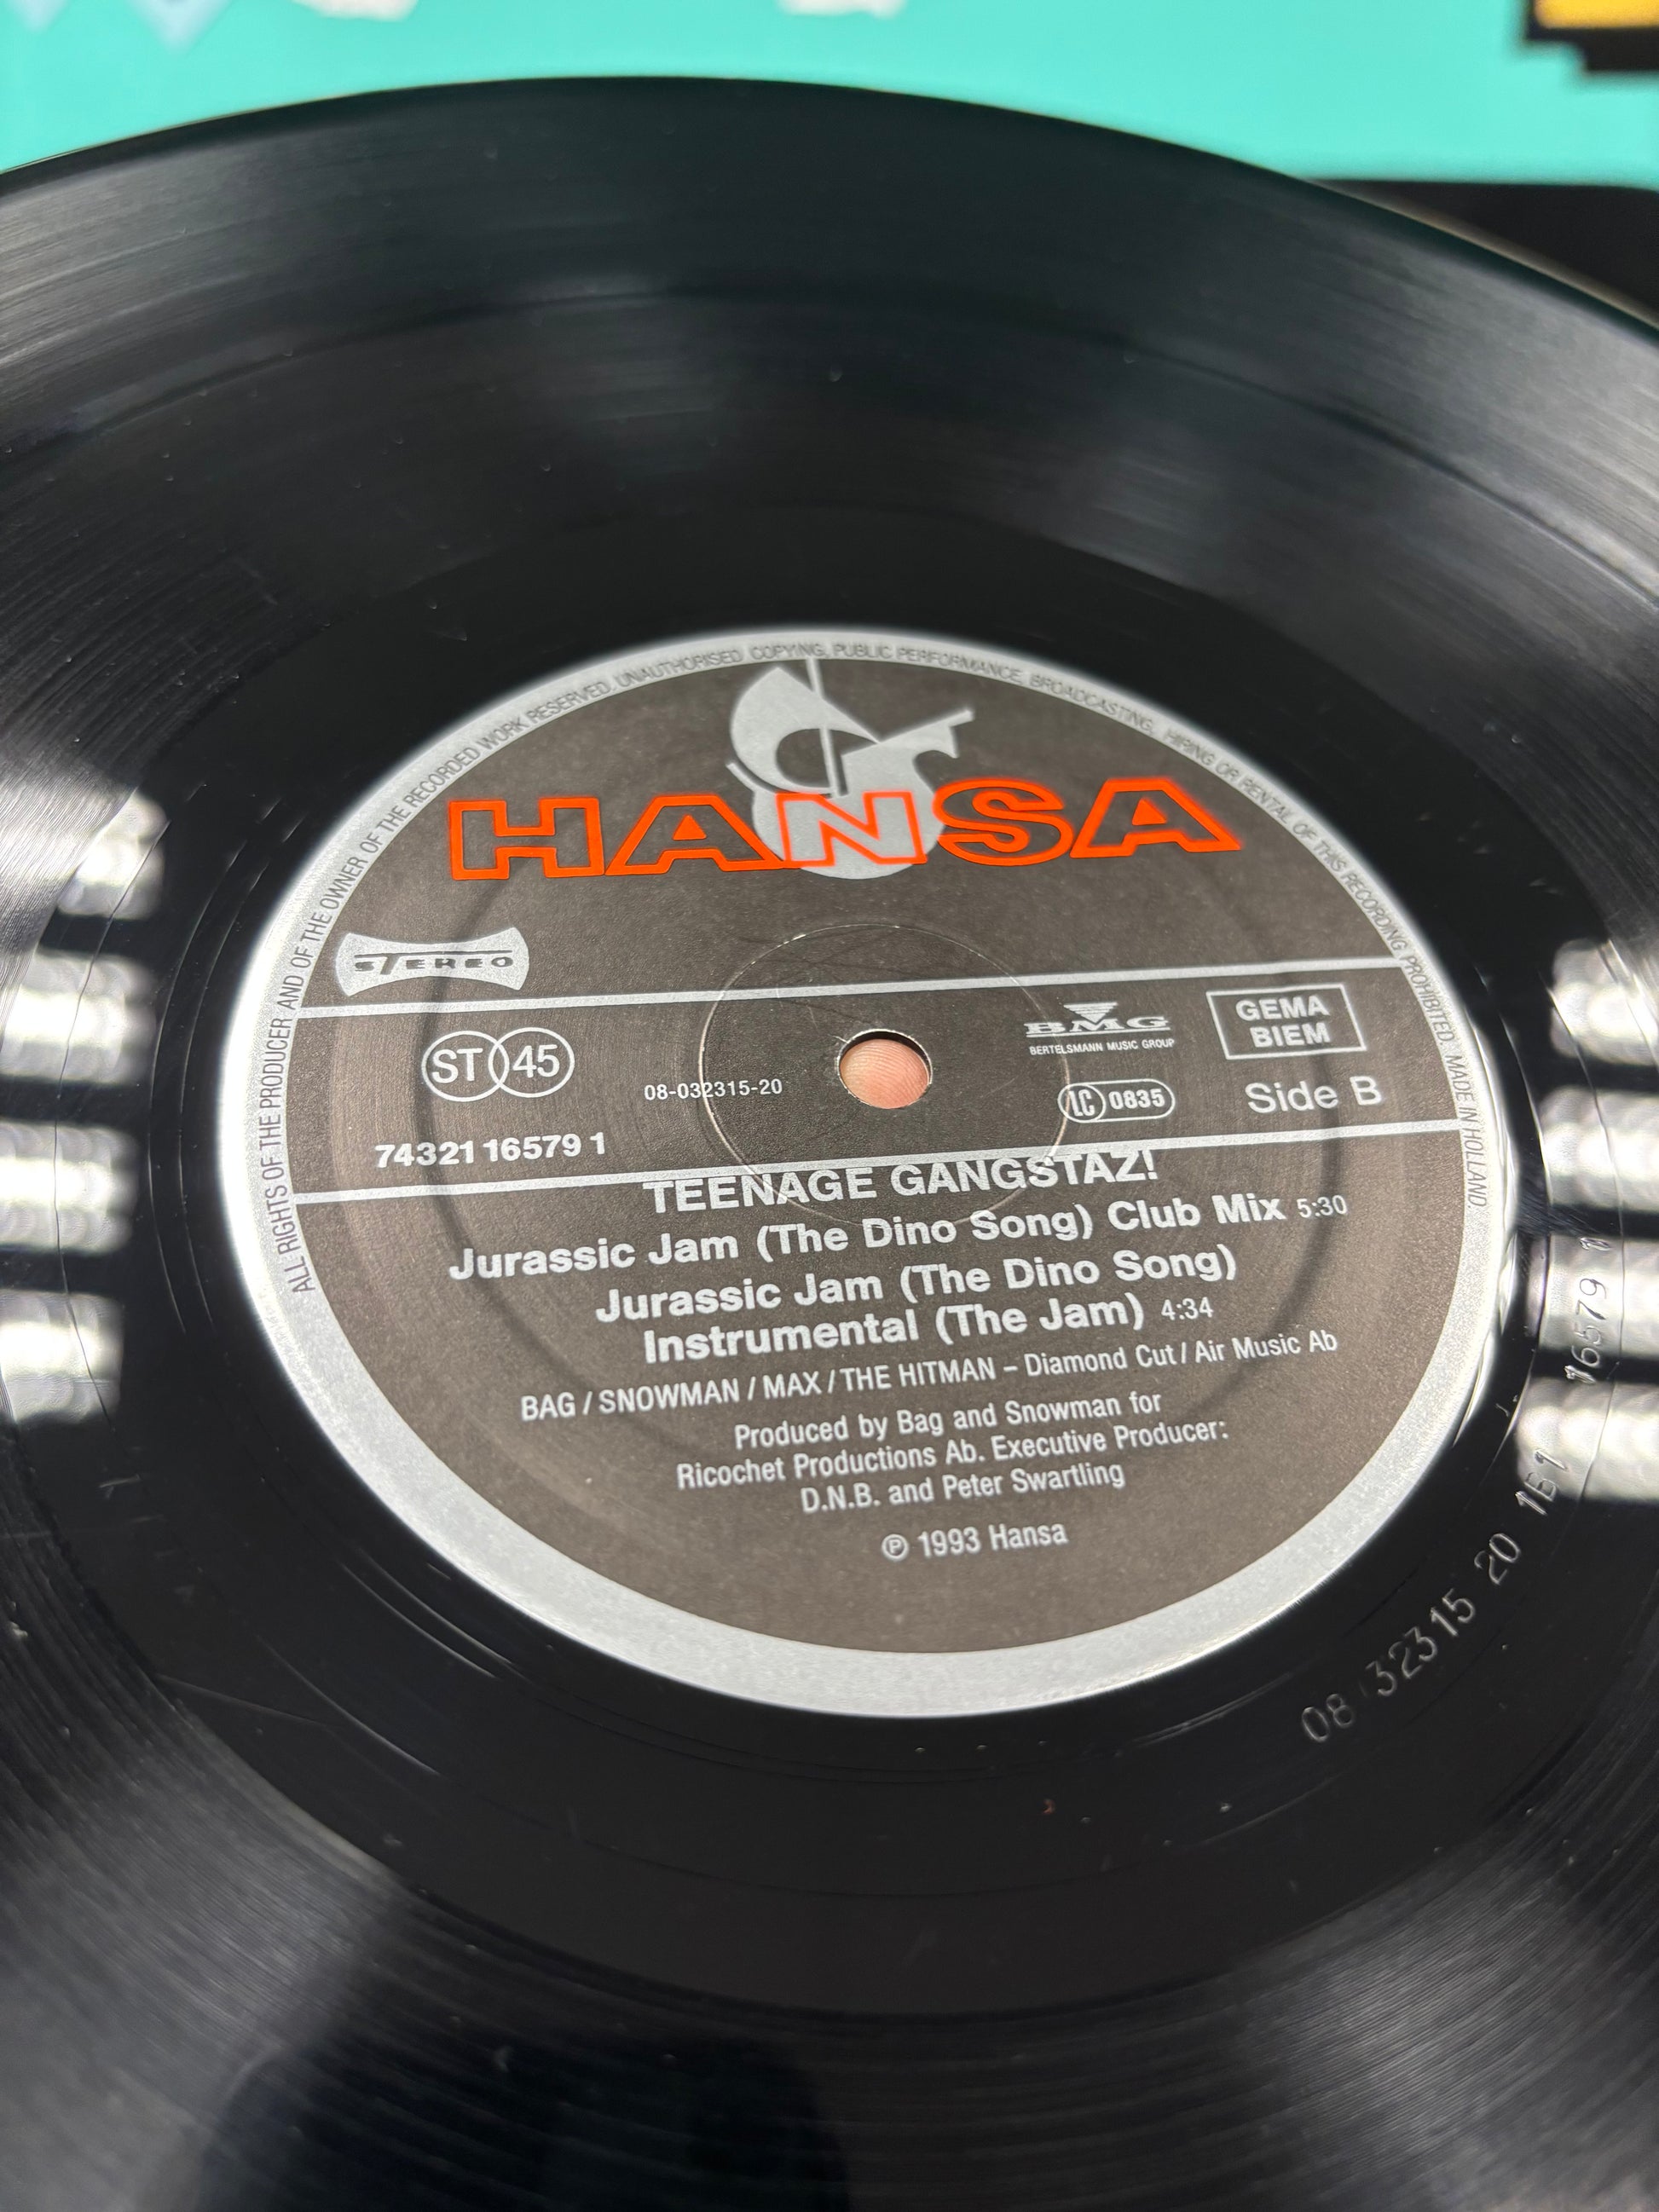 ALL RIGHTS OF THE PRODUCER AND OF THE OWNER OF THE RECORDED WORK RESERVED. UNAUTHORISED COPYING, PUBLIC PERFORMANCE, BROADCASTING, HIRING OR RENTAL OF THIS RECORDING PROHIBITED. MADE IN HOLLAND
HANSA
STEREO
ST 45
08-032315-20
BMG
BERTELSMANN MUSIC GROUP
GEMA
BIEM
LC 0835
Side B
74321 16579 1
TEENAGE GANGSTAZ!
Jurassic Jam (The Dino Song) Club Mix 5:30
Jurassic Jam (The Dino Song)
Instrumental (The Jam) 4:34
BAG / SNOWMAN / MAX / THE HITMAN – Diamond Cut / Air Music Ab
Produced by Bag and Snowman for
Ricochet Productions Ab. Executive Producer:
D.N.B. and Peter Swartling
℗ 1993 Hansa
08 32315 20 1B1 16579